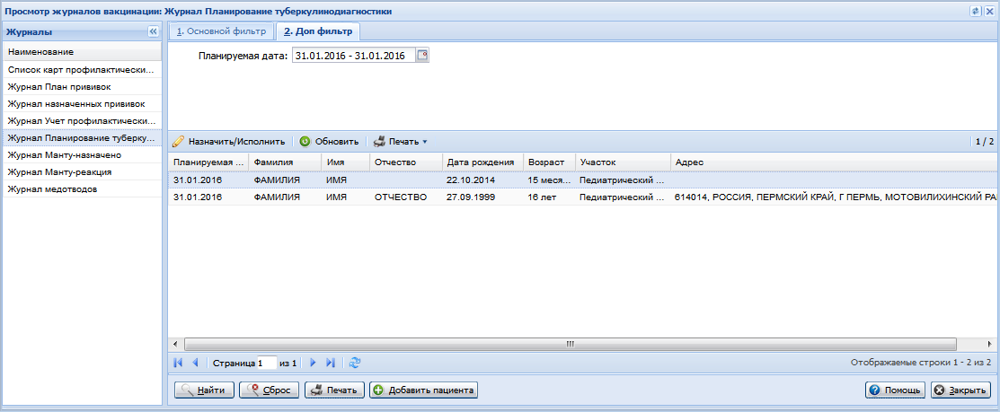 Просмотр журналов вакцинации: Журнал Планирование туберкулинодиагностики
Журналы
Наименование
Список карт профилактически...
Журнал План прививок
Журнал назначенных прививок
Журнал Учет профилактически...
Журнал Планирование туберку...
Журнал Манту-назначено
Журнал Манту-реакция
Журнал медотводов
1. Основной фильтр 2. Доп фильтр
Планируемая дата: 31.01.2016 - 31.01.2016
Назначить/Исполнить Обновить Печать 1 / 2
Планируемая ... Фамилия Имя Отчество Дата рождения Возраст Участок Адрес
31.01.2016 ФАМИЛИЯ ИМЯ 22.10.2014 15 меся... Педиатрический ...
31.01.2016 ФАМИЛИЯ ИМЯ ОТЧЕСТВО 27.09.1999 16 лет Педиатрический ... 614014, РОССИЯ, ПЕРМСКИЙ КРАЙ, Г ПЕРМЬ, МОТОВИЛИХИНСКИЙ РА
Страница 1 из 1 Отображаемые строки 1 - 2 из 2
Найти Сброс Печать Добавить пациента Помощь Закрыть